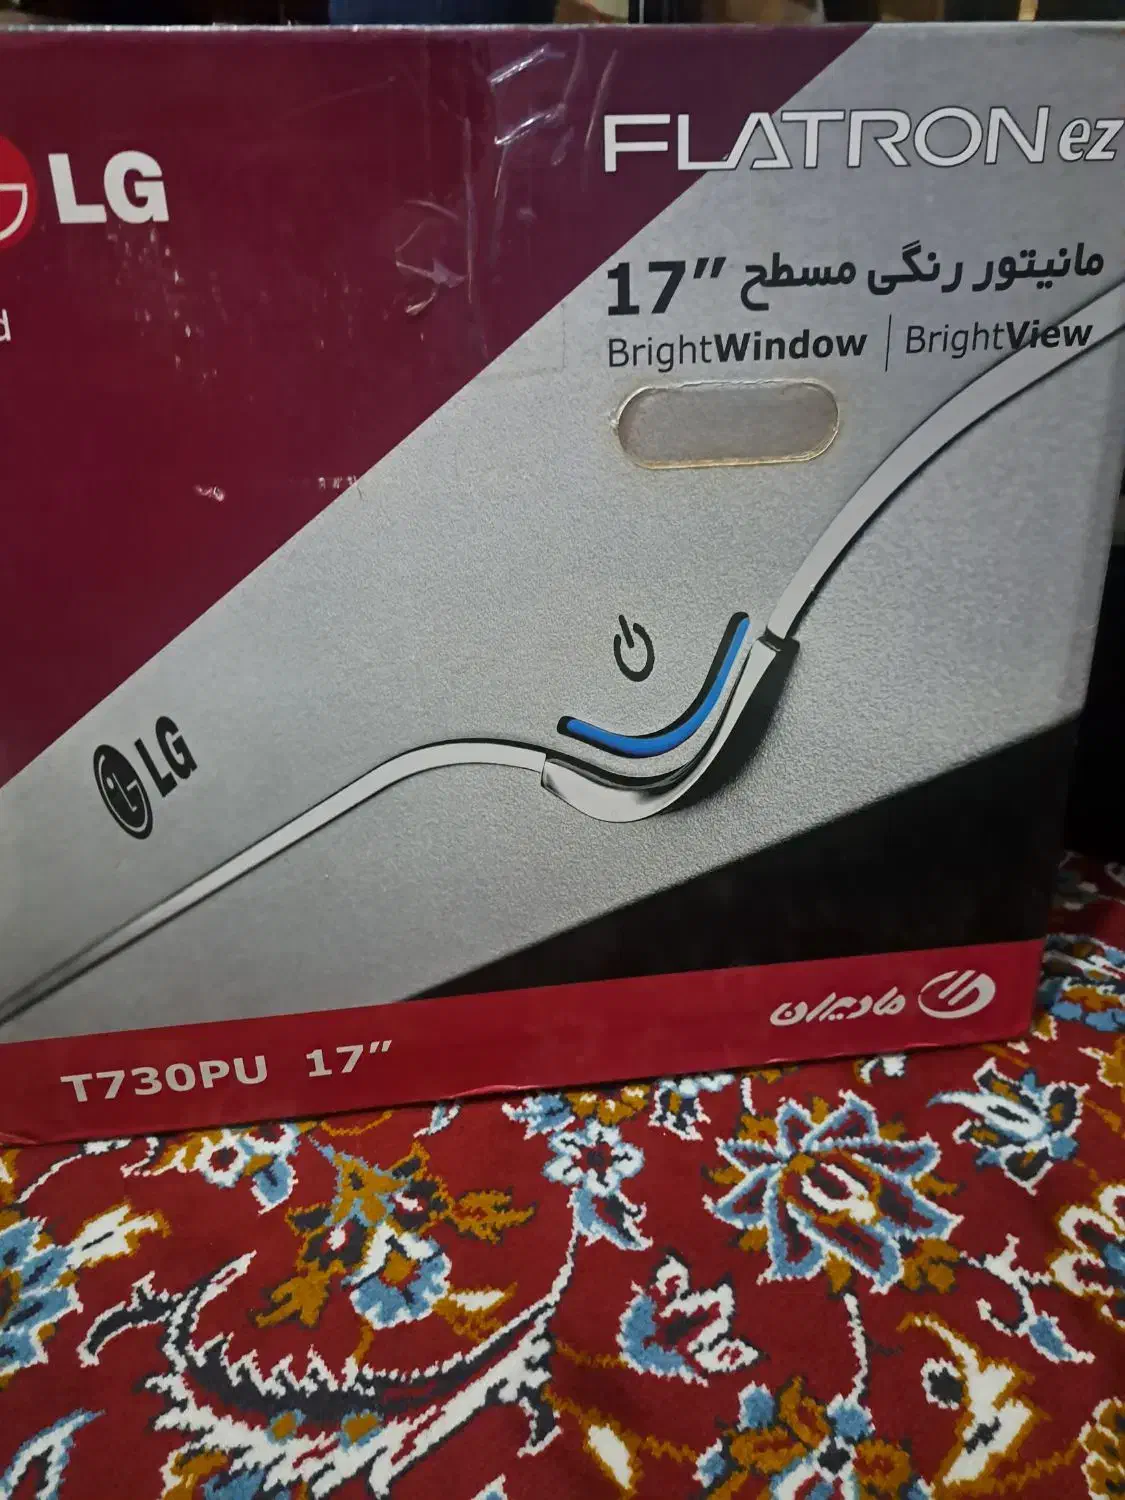 LG
FLATRON ez
مانیتور رنگی مسطح 17"
BrightWindow | BrightView
LG
مادیران
T730PU 17"